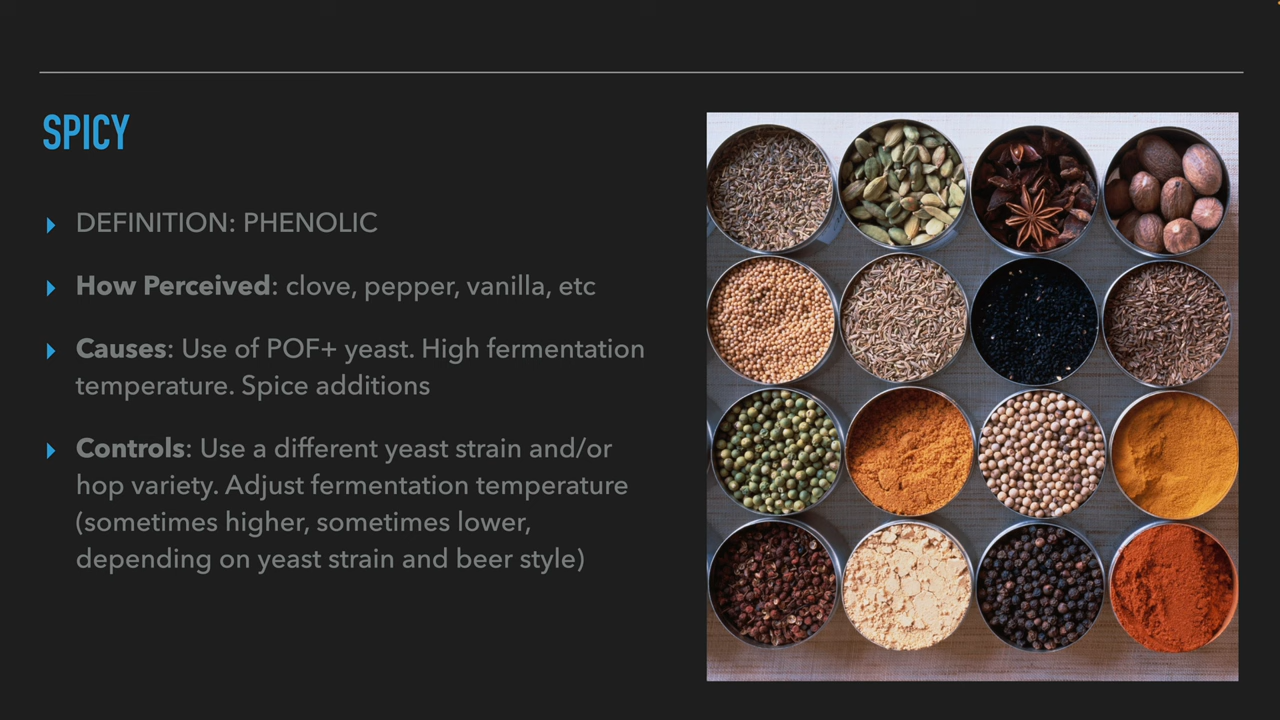 SPICY
DEFINITION: PHENOLIC
How Perceived: clove, pepper, vanilla, etc
Causes: Use of POF+ yeast. High fermentation
temperature. Spice additions
Controls: Use a different yeast strain and/or
hop variety. Adjust fermentation temperature
(sometimes higher, sometimes lower,
depending on yeast strain and beer style)